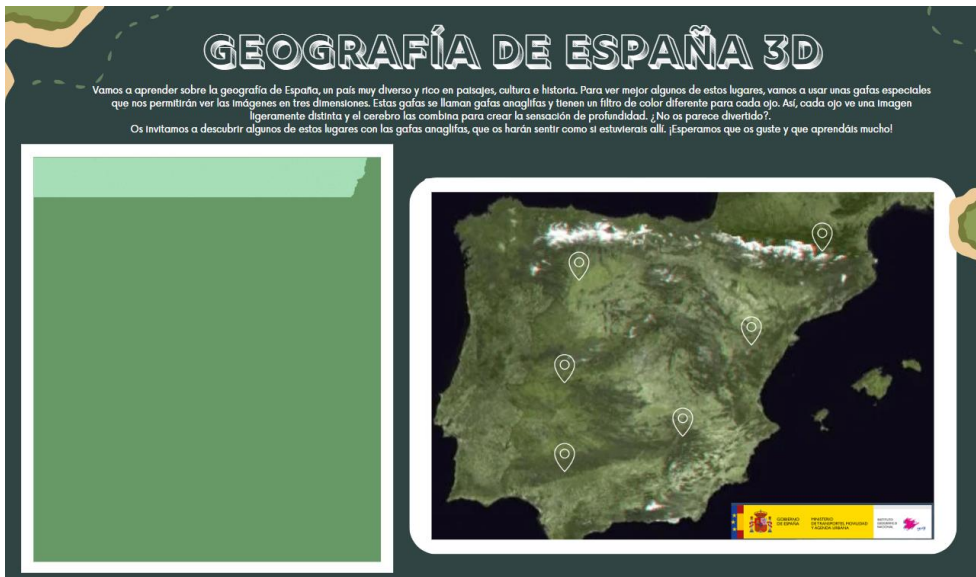 GEOGRAFÍA DE ESPAÑA 3D
Vamos a aprender sobre la geografía de España, un país muy diverso y rico en paisajes, cultura e historia. Para ver mejor algunos de estos lugares, vamos a usar unas gafas especiales
que nos permitirán ver las imágenes en tres dimensiones. Estas gafas se llaman gafas anaglifas y tienen un filtro de color diferente para cada ojo. Así, cada ojo ve una imagen
ligeramente distinta y el cerebro las combina para crear la sensación de profundidad. ¿No os parece divertido?.
Os invitamos a descubrir algunos de estos lugares con las gafas anaglifas, que os harán sentir como si estuvierais allí. ¡Esperamos que os guste y que aprendáis mucho!
GOBIERNO
DE ESPAÑA
MINISTERIO
DE TRANSPORTES, MOVILIDAD
Y AGENDA URBANA
INSTITUTO
GEOGRÁFICO
NACIONAL